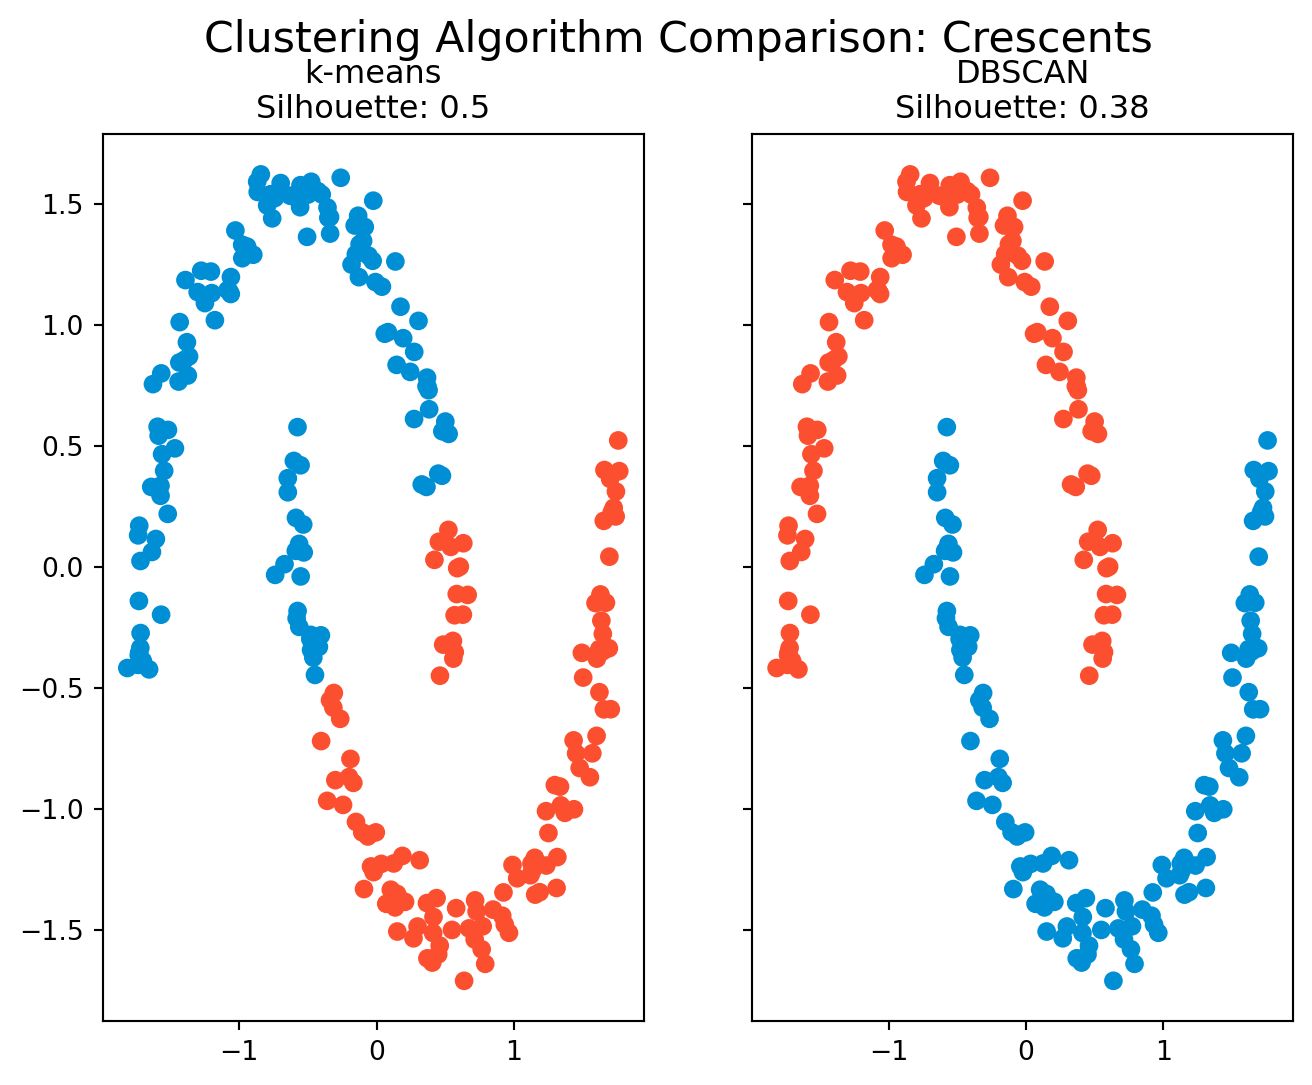 Clustering Algorithm Comparison: Crescents
k-means
Silhouette: 0.5
DBSCAN
Silhouette: 0.38
1.5
1.0
0.5
0.0
−0.5
−1.0
−1.5
−1 0 1
−1 0 1